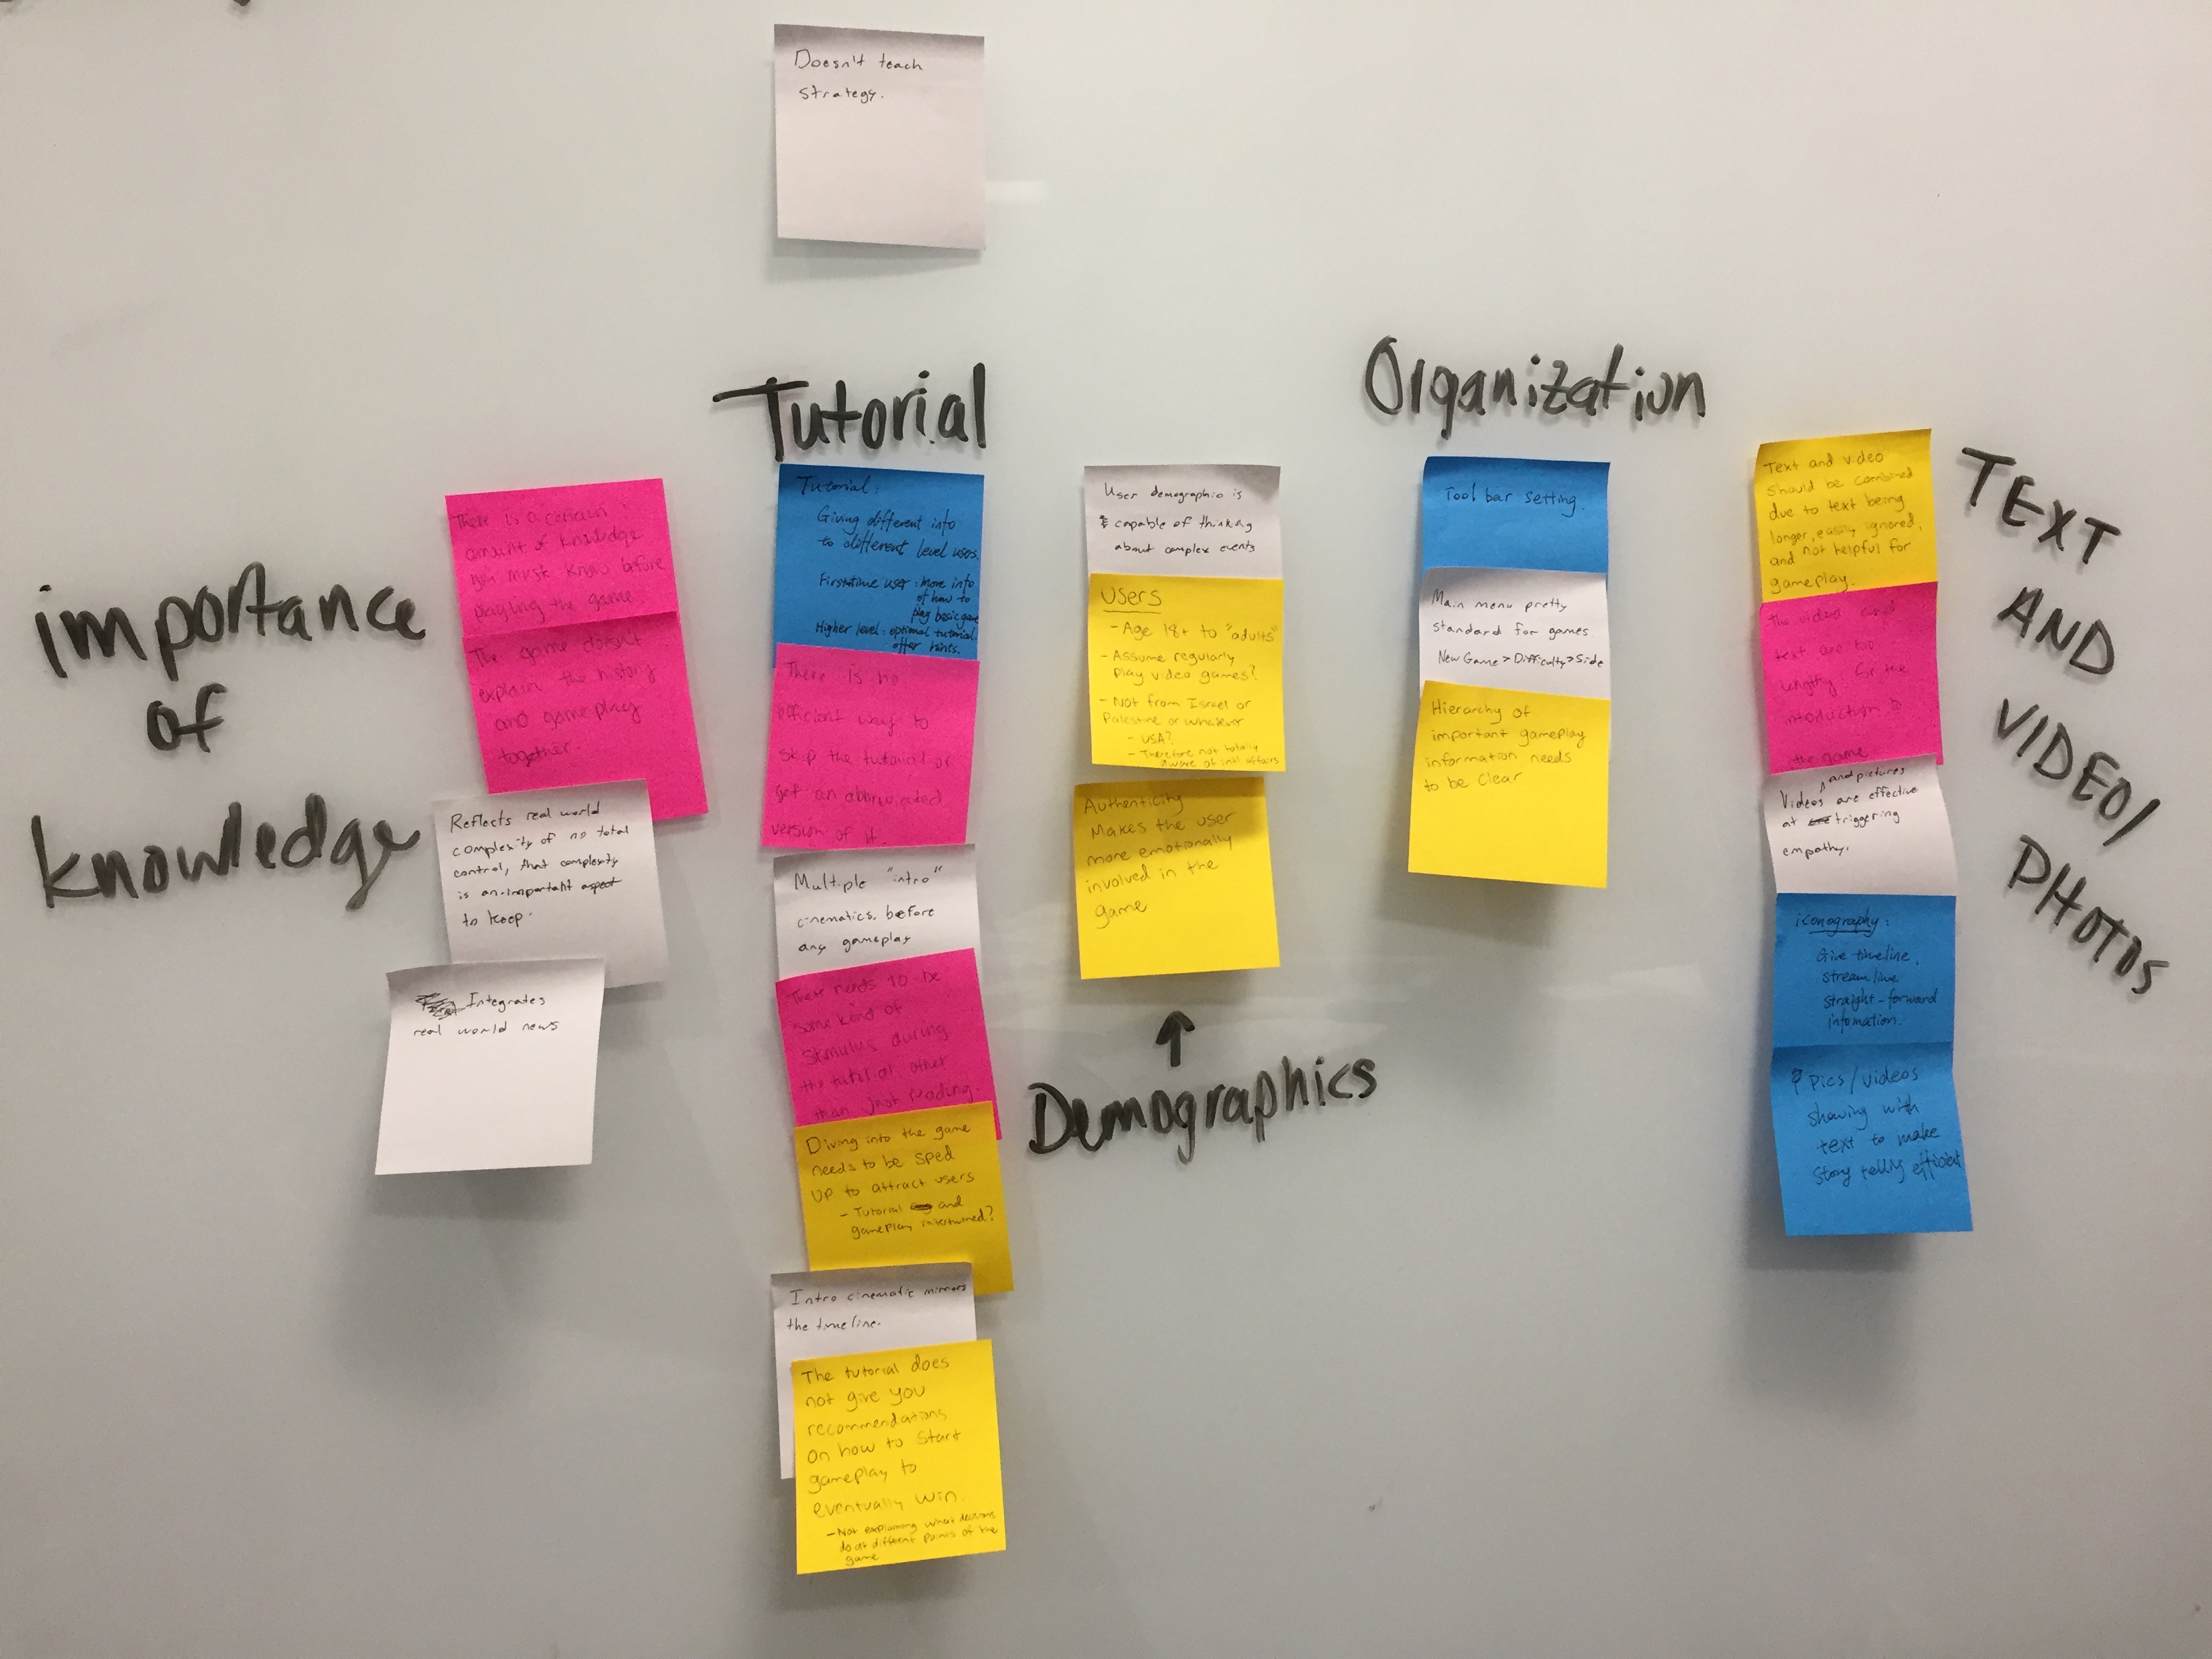 Doesn't teach
strategy.
importance
of
knowledge
There is a certain
amount of knowledge
you must know before
playing the game.
The game doesn't
explain the history
and gameplay
together.
Reflects real world
complexity of no total
control, that complexity
is an important aspect
to keep.
Integrates
real world news
Tutorial
Tutorial:
Giving different info
to different level users.
First time user: more info
of how to
play basic game
Higher level: optimal tutorial.
offer hints.
There is no
efficient way to
skip the tutorial or
get an abbreviated
version of it.
Multiple "intro"
cinematics before
any gameplay
There needs to be
some kind of
stimulus during
the tutorial other
than just reading.
Diving into the game
needs to be sped
up to attract users
- Tutorial and
gameplay intertwined?
Intro cinematic mirrors
the timeline.
The tutorial does
not give you
recommendations
on how to start
gameplay to
eventually win.
- Not explaining what decisions
do at different points of the
game
User demographic is
capable of thinking
about complex events
USERS
- Age 18+ to "adults"
- Assume regularly
play video games?
- Not from Israel or
Palestine or whatever
- USA?
- Therefore not totally
aware of intl affairs
Authenticity
Makes the user
more emotionally
involved in the
game
Demographics
Organization
Tool bar setting.
Main menu pretty
standard for games
New Game > Difficulty > Side
Hierarchy of
important gameplay
information needs
to be clear
TEXT
AND
VIDEO/
PHOTOS
Text and video
should be combined
due to text being
longer, easily ignored,
and not helpful for
gameplay.
the video and
text are too
lengthy for the
introduction to
the game
and pictures
Videos are effective
at triggering
empathy.
iconography:
Give timeline,
streamline
straight-forward
infomation.
Pics/videos
showing with
text to make
story telling efficient